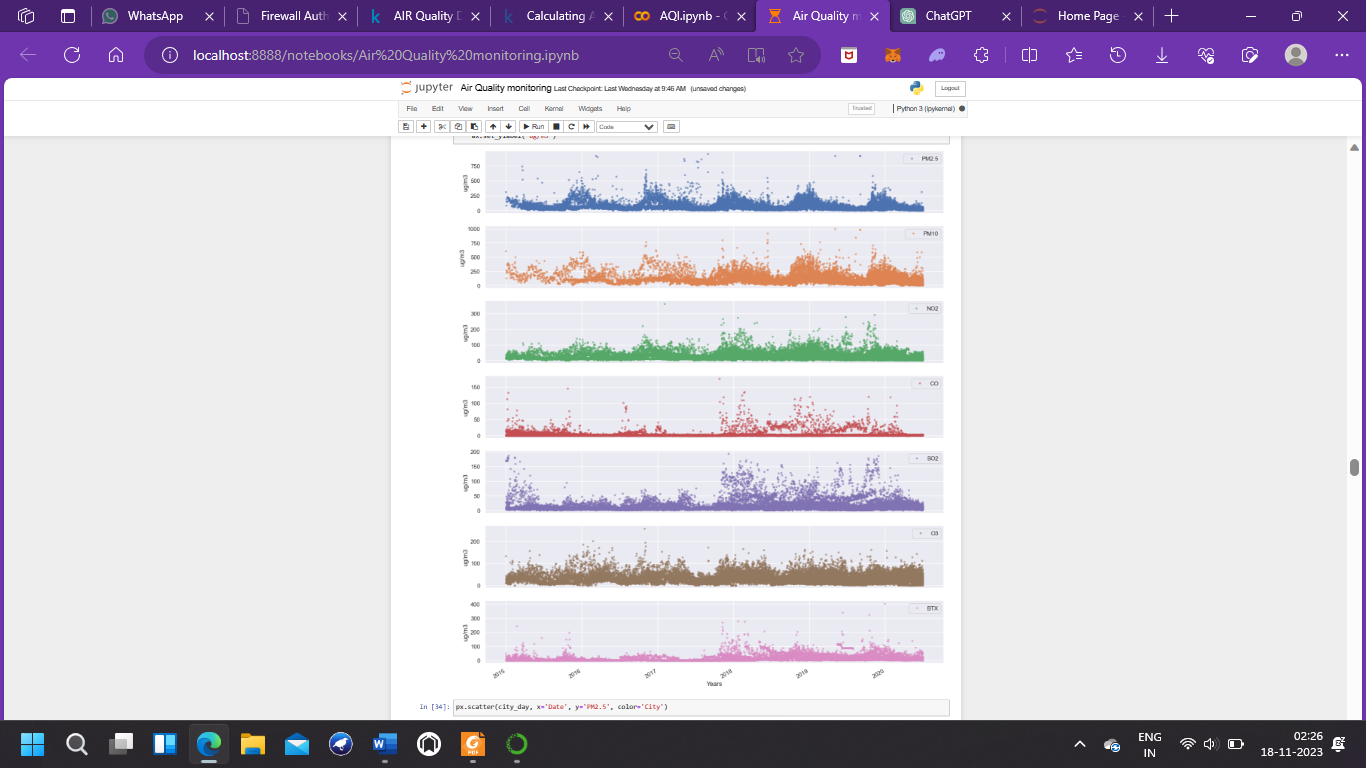 WhatsApp
Firewall Auth
AIR Quality D
Calculating A
AQI.ipynb - C
Air Quality m
ChatGPT
Home Page -
localhost:8888/notebooks/Air%20Quality%20monitoring.ipynb
jupyter Air Quality monitoring Last Checkpoint: Last Wednesday at 9:46 AM (unsaved changes)
Logout
File Edit View Insert Cell Kernel Widgets Help
Trusted
Python 3 (ipykernel)
Run
Code
PM2.5
ug/m3
750
500
250
0
PM10
ug/m3
1000
750
500
250
0
NO2
ug/m3
300
200
100
0
CO
ug/m3
150
100
50
0
SO2
ug/m3
200
150
100
50
0
O3
ug/m3
200
100
0
BTX
ug/m3
400
300
200
100
0
2015 2016 2017 2018 2019 2020
Years
In [34]: px.scatter(city_day, x='Date', y='PM2.5', color='City')
ENG
IN
02:26
18-11-2023